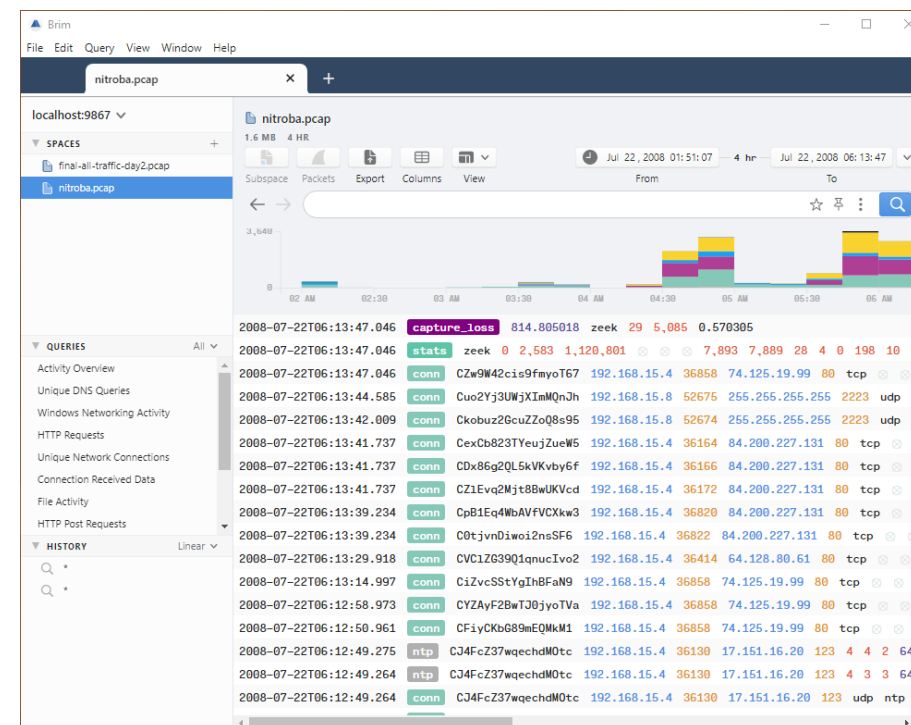 Brim
File Edit Query View Window Help
nitroba.pcap
localhost:9867
SPACES
final-all-traffic-day2.pcap
nitroba.pcap
QUERIES All
Activity Overview
Unique DNS Queries
Windows Networking Activity
HTTP Requests
Unique Network Connections
Connection Received Data
File Activity
HTTP Post Requests
HISTORY Linear
*
*
nitroba.pcap
1.6 MB 4 HR
Subspace Packets Export Columns View
Jul 22, 2008 01:51:07 4 hr Jul 22, 2008 06:13:47
From To
3,640
0
02 AM 02:30 03 AM 03:30 04 AM 04:30 05 AM 05:30 06 AM
2008-07-22T06:13:47.046 capture_loss 814.805018 zeek 29 5,085 0.570305
2008-07-22T06:13:47.046 stats zeek 0 2,583 1,120,801 7,893 7,889 28 4 0 198 10
2008-07-22T06:13:47.046 conn CZw9W42cis9fmyoT67 192.168.15.4 36858 74.125.19.99 80 tcp
2008-07-22T06:13:44.585 conn Cuo2Yj3UWjXImMQnJh 192.168.15.8 52675 255.255.255.255 2223 udp
2008-07-22T06:13:42.009 conn Ckobuz2GcuZZoQ8s95 192.168.15.8 52674 255.255.255.255 2223 udp
2008-07-22T06:13:41.737 conn CexCb823TYeujZueW5 192.168.15.4 36164 84.200.227.131 80 tcp
2008-07-22T06:13:41.737 conn CDx86g2QL5kVKvby6f 192.168.15.4 36166 84.200.227.131 80 tcp
2008-07-22T06:13:41.737 conn CZlEvq2Mjt8BwUKVcd 192.168.15.4 36172 84.200.227.131 80 tcp
2008-07-22T06:13:39.234 conn CpB1Eq4WbAVfVCXkw3 192.168.15.4 36820 84.200.227.131 80 tcp
2008-07-22T06:13:39.234 conn C0tjvnDiwoi2nsSF6 192.168.15.4 36822 84.200.227.131 80 tcp
2008-07-22T06:13:29.918 conn CVClZG39Q1qnucIvo2 192.168.15.4 36414 64.128.80.61 80 tcp
2008-07-22T06:13:14.997 conn CiZvcSStYgIhBFaN9 192.168.15.4 36858 74.125.19.99 80 tcp
2008-07-22T06:12:58.973 conn CYZAyF2BwTJ0jyoTVa 192.168.15.4 36858 74.125.19.99 80 tcp
2008-07-22T06:12:50.961 conn CFiyCKbG89mEQMkM1 192.168.15.4 36858 74.125.19.99 80 tcp
2008-07-22T06:12:49.275 ntp CJ4FcZ37wqechdMOtc 192.168.15.4 36130 17.151.16.20 123 4 4 2 64
2008-07-22T06:12:49.264 ntp CJ4FcZ37wqechdMOtc 192.168.15.4 36130 17.151.16.20 123 4 3 3 64
2008-07-22T06:12:49.264 conn CJ4FcZ37wqechdMOtc 192.168.15.4 36130 17.151.16.20 123 udp ntp